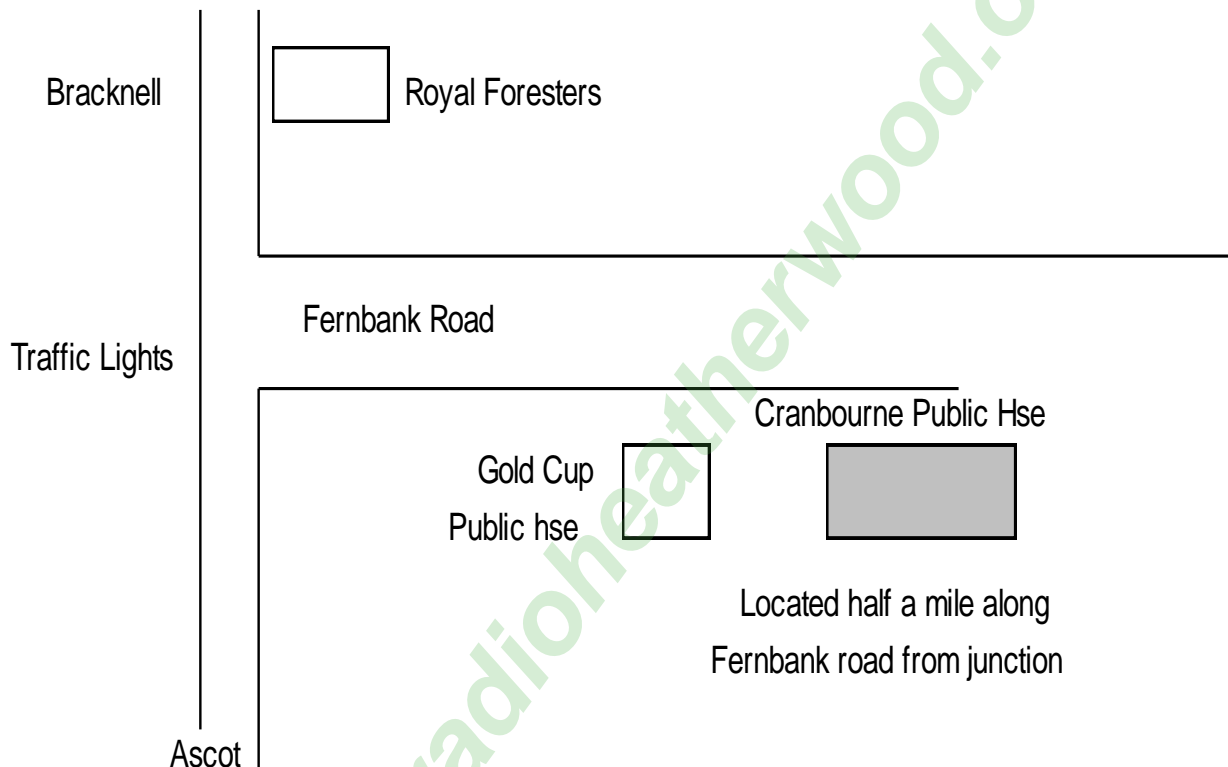 Bracknell
Royal Foresters
Fernbank Road
Traffic Lights
Cranbourne Public Hse
Gold Cup
Public hse
Located half a mile along
Fernbank road from junction
Ascot
radioheatherwood.c